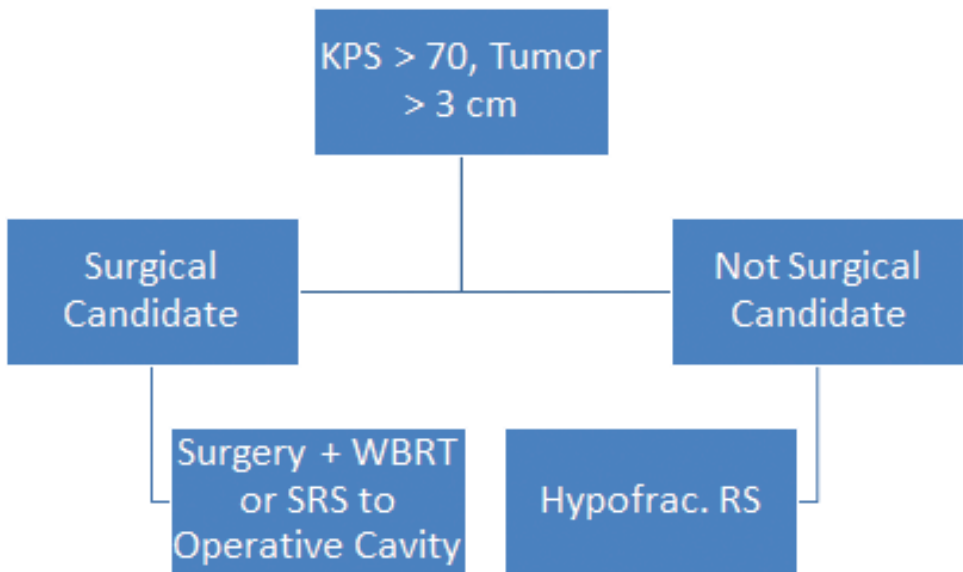 KPS > 70, Tumor
> 3 cm
Surgical
Candidate
Not Surgical
Candidate
Surgery + WBRT
or SRS to
Operative Cavity
Hypofrac. RS